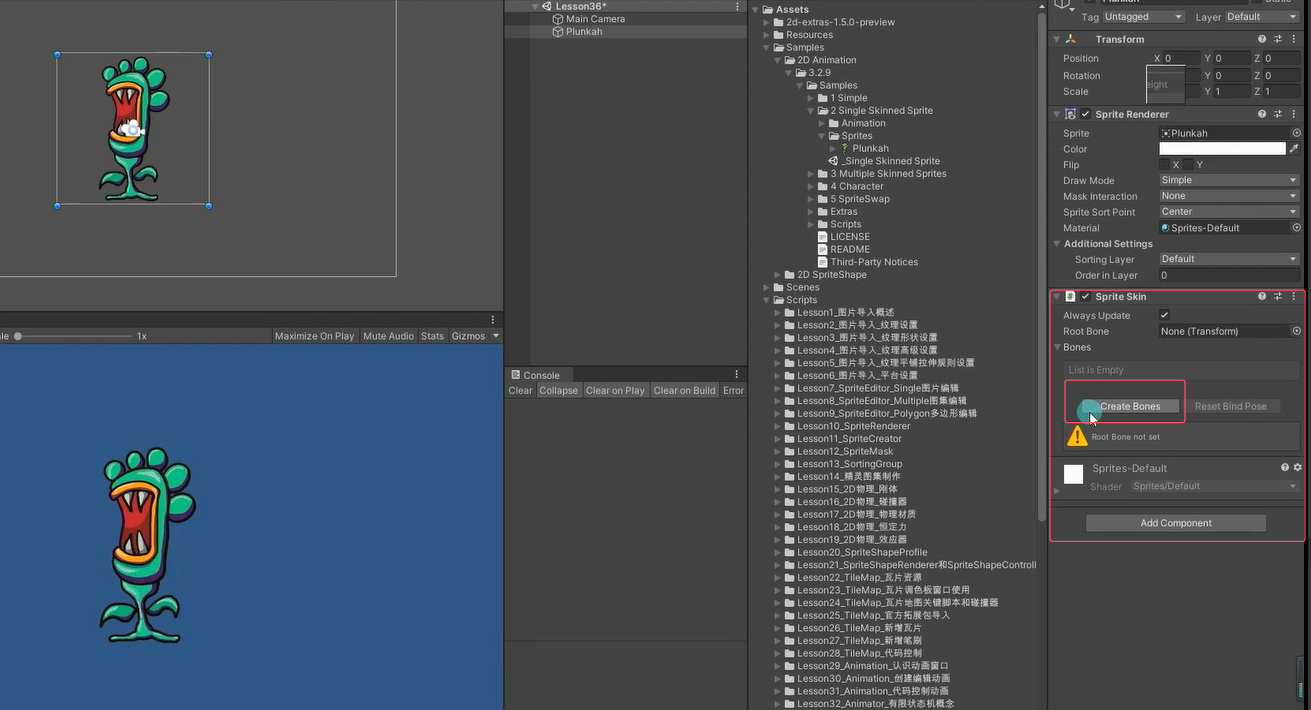 ale 1x Maximize On Play Mute Audio Stats Gizmos
Lesson36*
Main Camera
Plunkah
Console
Clear Collapse Clear on Play Clear on Build Error
Assets
2d-extras-1.5.0-preview
Resources
Samples
2D Animation
3.2.9
Samples
1 Simple
2 Single Skinned Sprite
Animation
Sprites
Plunkah
_Single Skinned Sprite
3 Multiple Skinned Sprites
4 Character
5 SpriteSwap
Extras
Scripts
LICENSE
README
Third-Party Notices
2D SpriteShape
Scenes
Scripts
Lesson1_图片导入概述
Lesson2_图片导入_纹理设置
Lesson3_图片导入_纹理形状设置
Lesson4_图片导入_纹理高级设置
Lesson5_图片导入_纹理平铺拉伸规则设置
Lesson6_图片导入_平台设置
Lesson7_SpriteEditor_Single图片编辑
Lesson8_SpriteEditor_Multiple图集编辑
Lesson9_SpriteEditor_Polygon多边形编辑
Lesson10_SpriteRenderer
Lesson11_SpriteCreator
Lesson12_SpriteMask
Lesson13_SortingGroup
Lesson14_精灵图集制作
Lesson15_2D物理_刚体
Lesson16_2D物理_碰撞器
Lesson17_2D物理_物理材质
Lesson18_2D物理_恒定力
Lesson19_2D物理_效应器
Lesson20_SpriteShapeProfile
Lesson21_SpriteShapeRenderer和SpriteShapeControll
Lesson22_TileMap_瓦片资源
Lesson23_TileMap_瓦片调色板窗口使用
Lesson24_TileMap_瓦片地图关键脚本和碰撞器
Lesson25_TileMap_官方拓展包导入
Lesson26_TileMap_新增瓦片
Lesson27_TileMap_新增笔刷
Lesson28_TileMap_代码控制
Lesson29_Animation_认识动画窗口
Lesson30_Animation_创建编辑动画
Lesson31_Animation_代码控制动画
Lesson32_Animator_有限状态机概念
Plunkah
Tag Untagged Layer Default
Transform
Position X 0 Y 0 Z 0
Rotation Y 0 Z 0
Scale Y 1 Z 1
eight
Sprite Renderer
Sprite Plunkah
Color
Flip X Y
Draw Mode Simple
Mask Interaction None
Sprite Sort Point Center
Material Sprites-Default
Additional Settings
Sorting Layer Default
Order in Layer 0
Sprite Skin
Always Update
Root Bone None (Transform)
Bones
List is Empty
Create Bones Reset Bind Pose
Root Bone not set
Sprites-Default
Shader Sprites/Default
Add Component